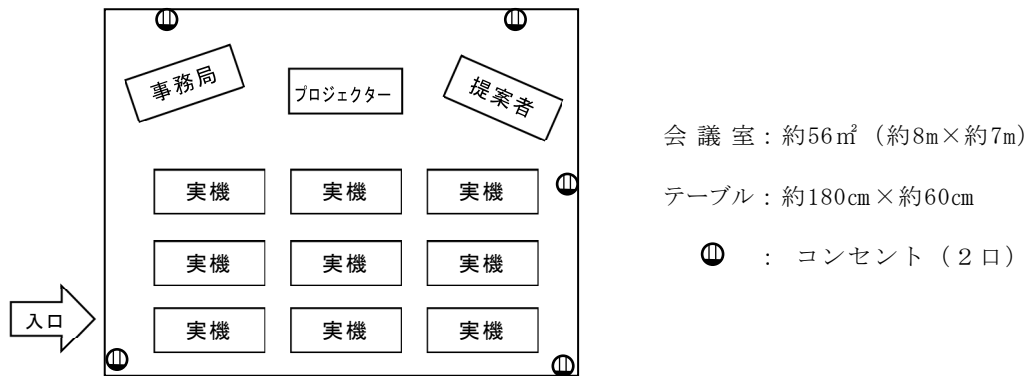 事務局
プロジェクター
提案者
実機
実機
実機
実機
実機
実機
実機
実機
実機
入口
会 議 室：約56㎡（約8m×約7m）
テーブル：約180㎝×約60㎝
： コンセント（２口）